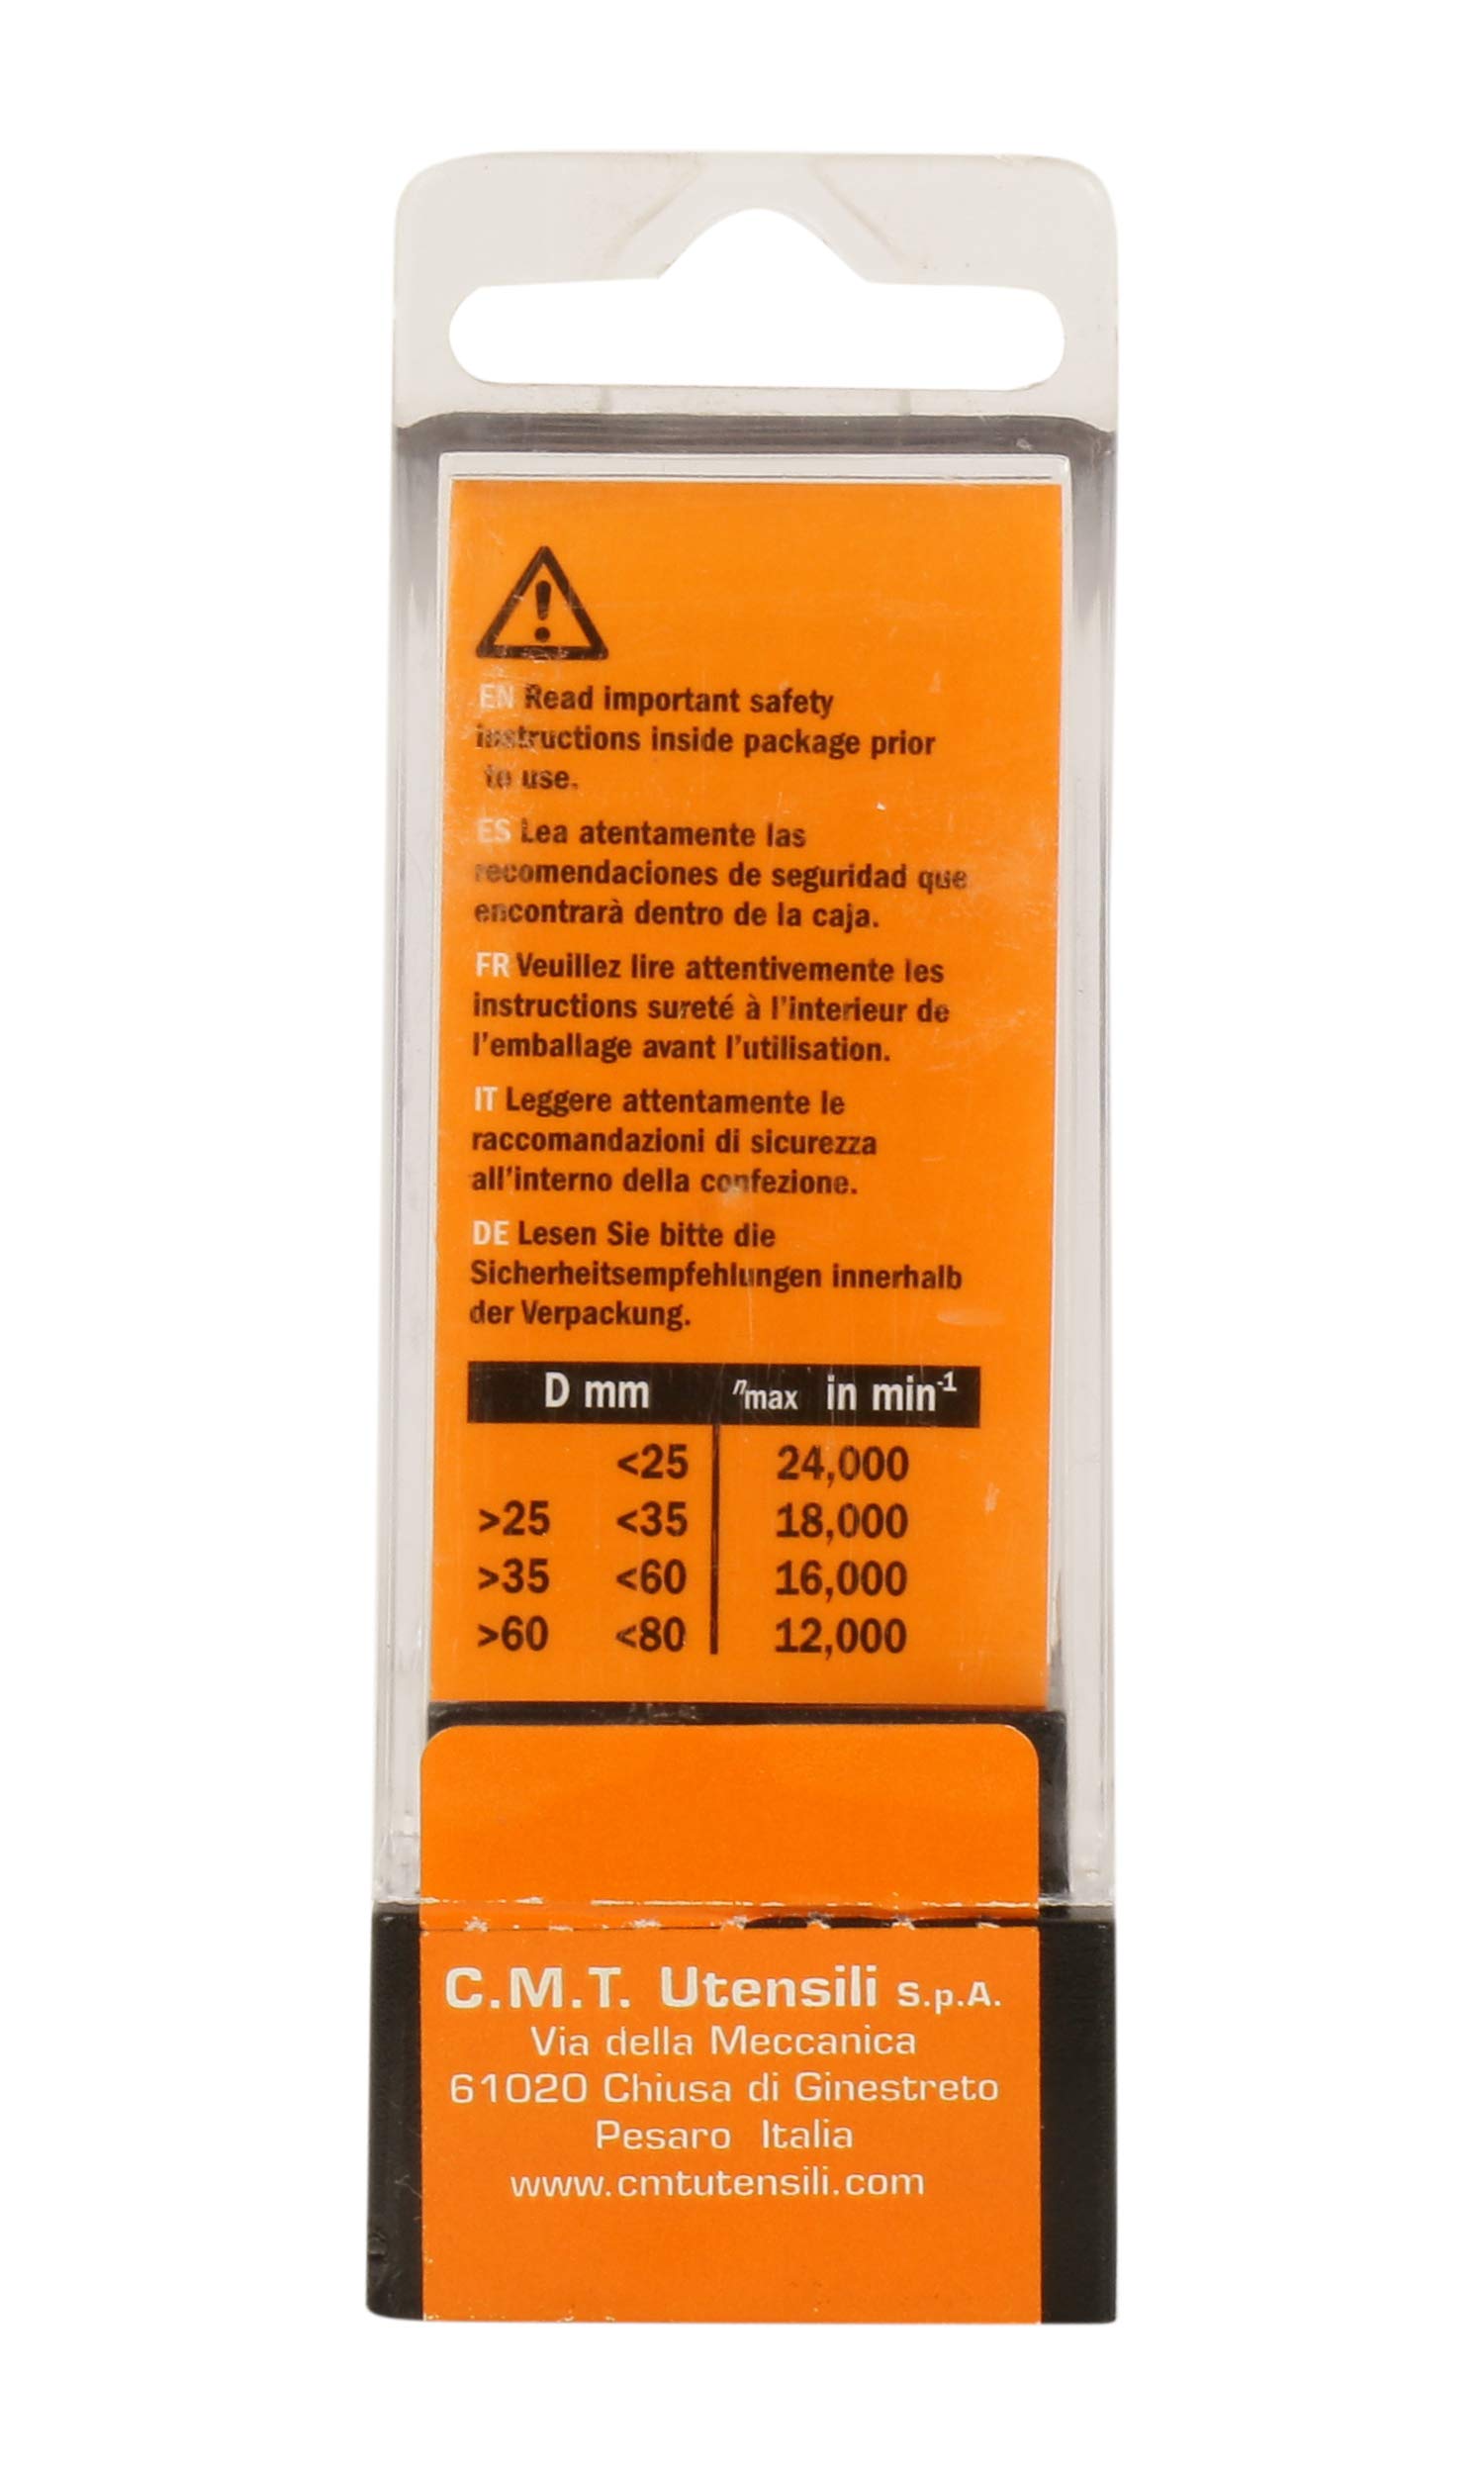 EN Read important safety
instructions inside package prior
to use.
ES Lea atentamente las
recomendaciones de seguridad que
encontrarà dentro de la caja.
FR Veuillez lire attentivemente les
instructions sureté à l'interieur de
l'emballage avant l'utilisation.
IT Leggere attentamente le
raccomandazioni di sicurezza
all'interno della confezione.
DE Lesen Sie bitte die
Sicherheitsempfehlungen innerhalb
der Verpackung.
D mm nmax in min-1
<25 24,000
>25 <35 18,000
>35 <60 16,000
>60 <80 12,000
C.M.T. Utensili S.p.A.
Via della Meccanica
61020 Chiusa di Ginestreto
Pesaro Italia
www.cmtutensili.com